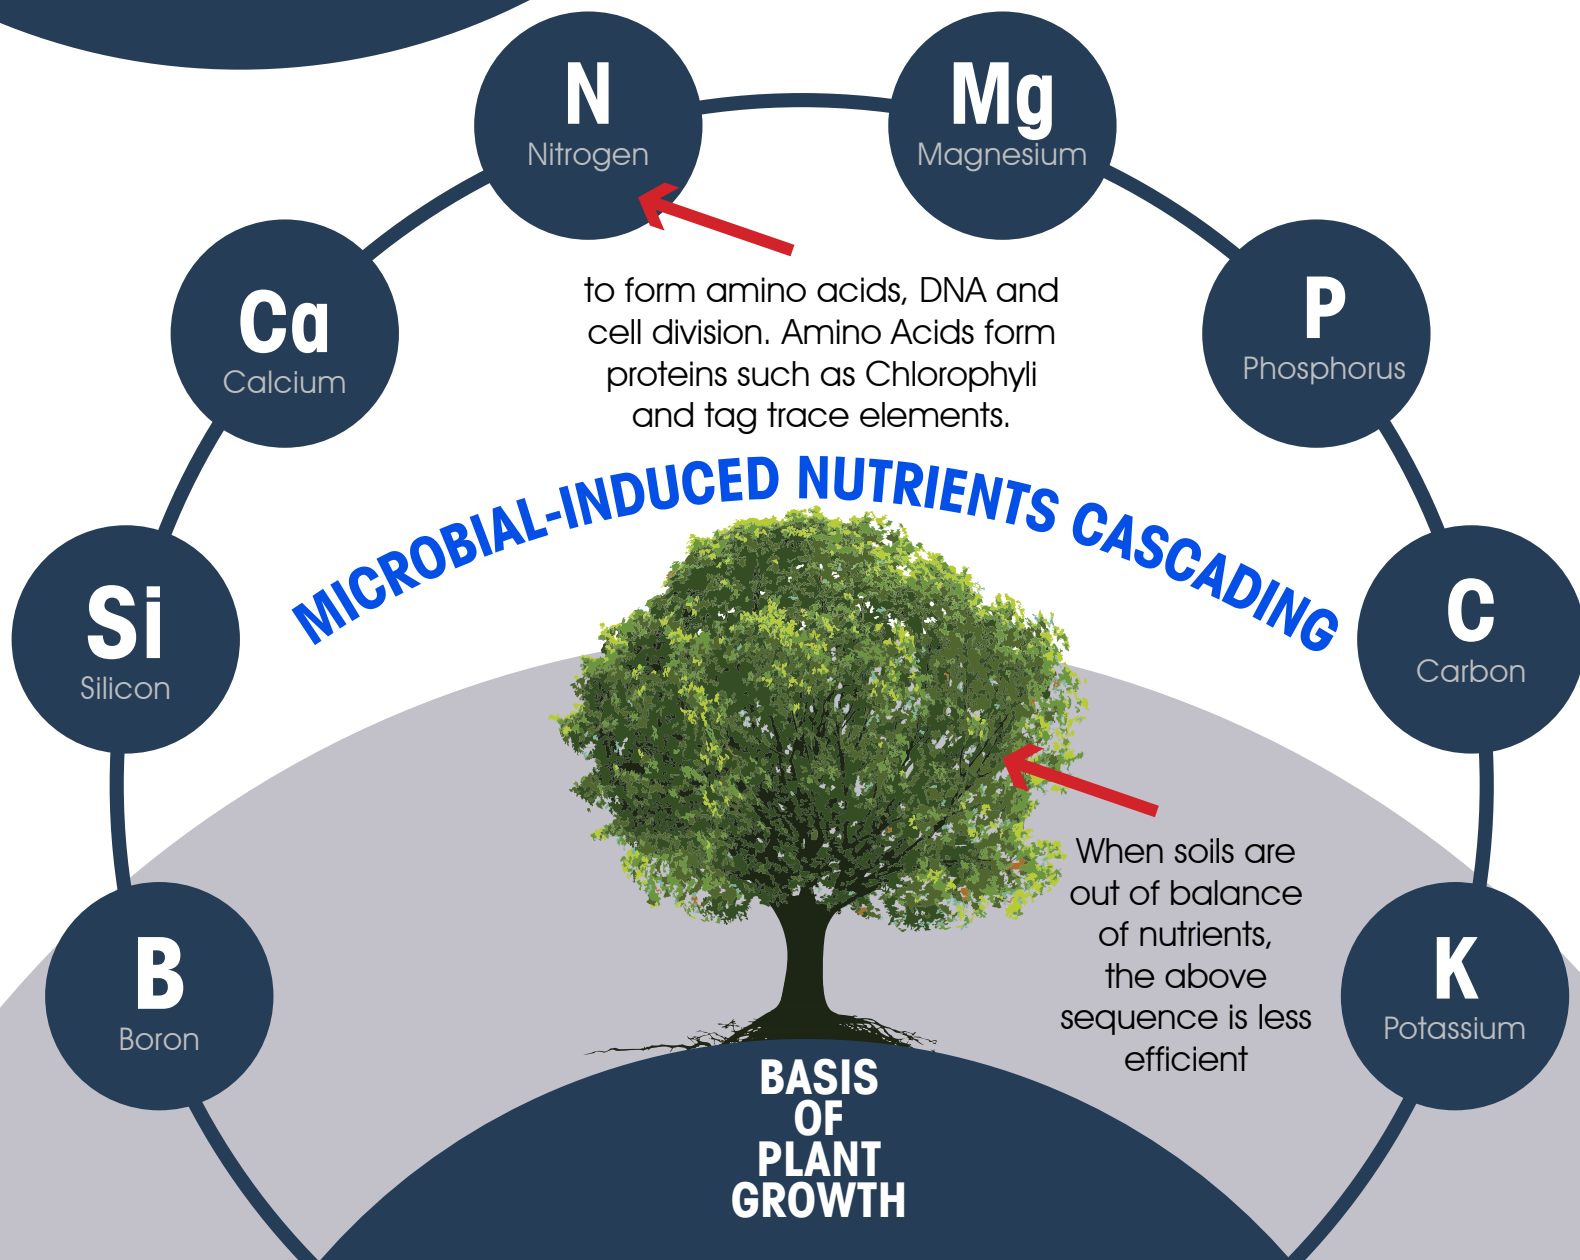 N
Nitrogen
Mg
Magnesium
Ca
Calcium
P
Phosphorus
to form amino acids, DNA and
cell division. Amino Acids form
proteins such as Chlorophyli
and tag trace elements.
MICROBIAL-INDUCED NUTRIENTS CASCADING
Si
Silicon
C
Carbon
B
Boron
When soils are
out of balance
of nutrients,
the above
sequence is less
efficient
K
Potassium
BASIS
OF
PLANT
GROWTH